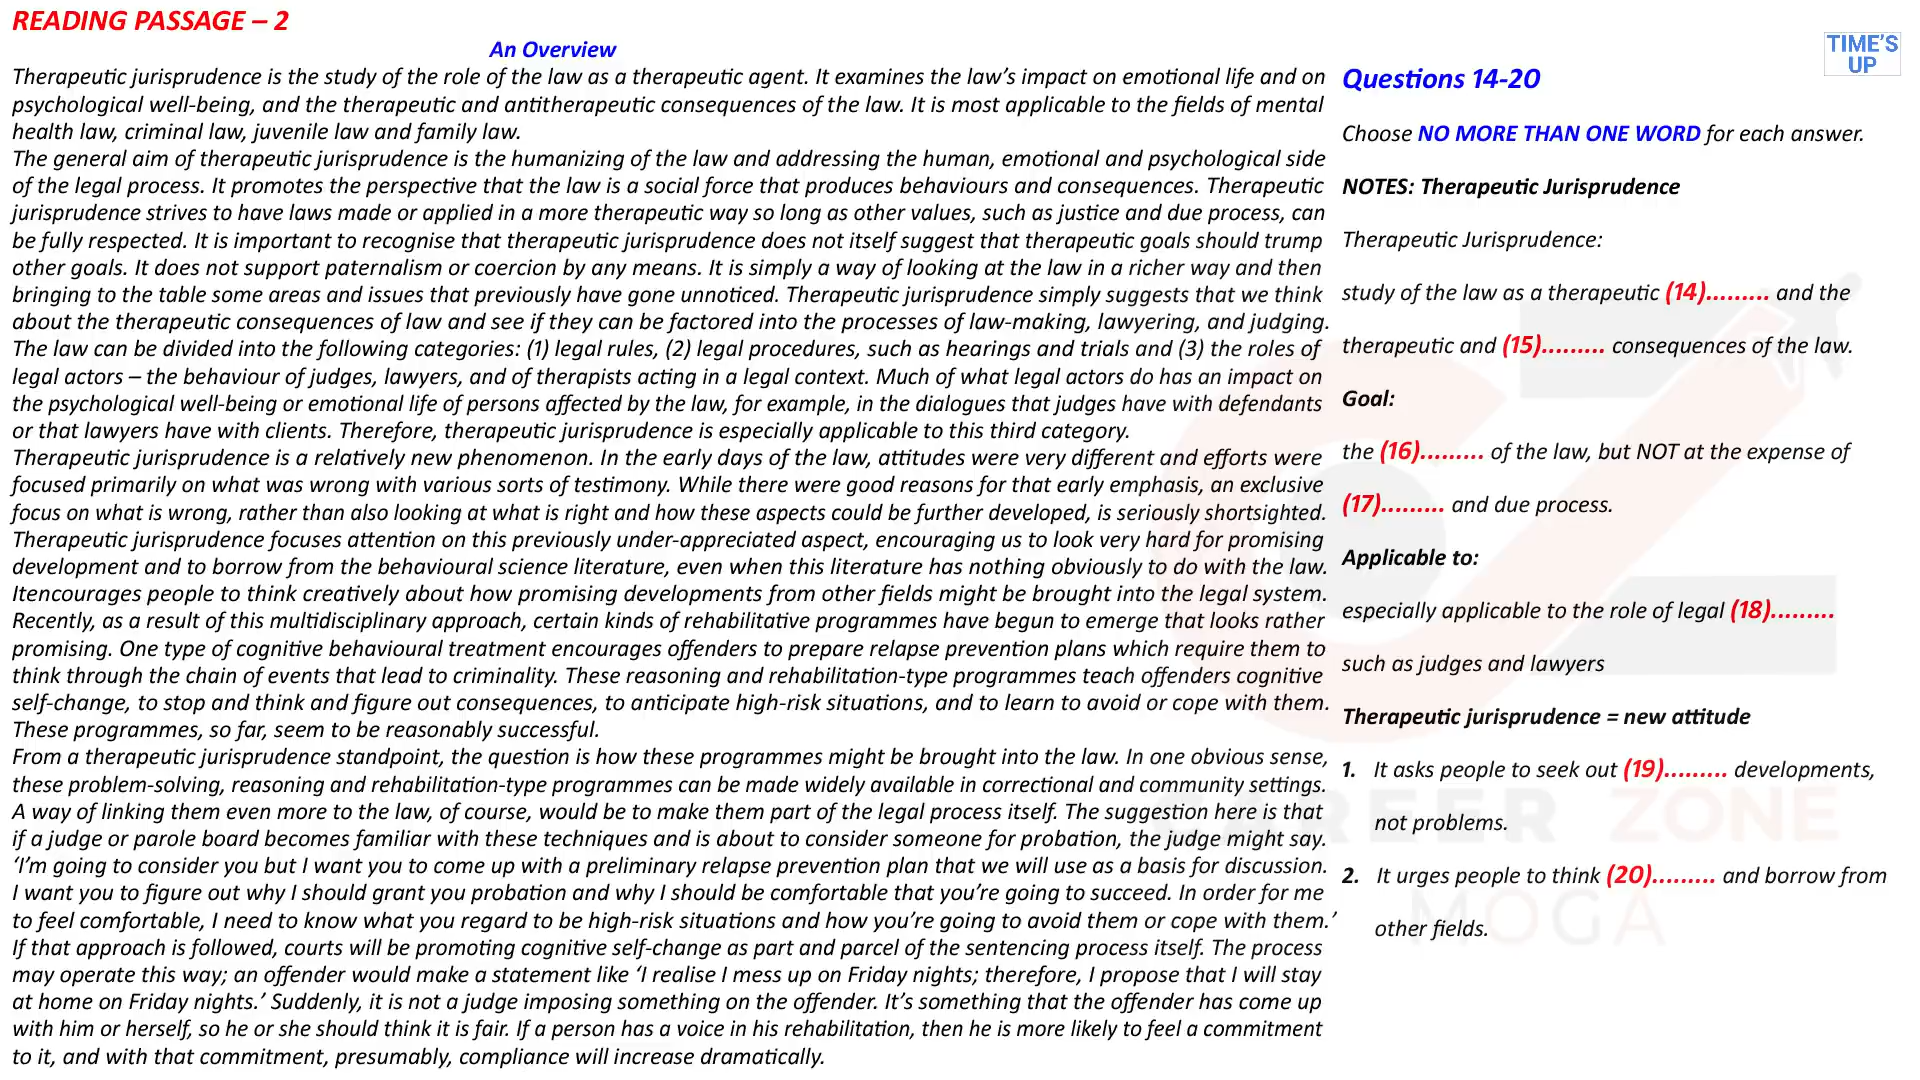 READING PASSAGE – 2
An Overview
Therapeutic jurisprudence is the study of the role of the law as a therapeutic agent. It examines the law’s impact on emotional life and on
psychological well-being, and the therapeutic and antitherapeutic consequences of the law. It is most applicable to the fields of mental
health law, criminal law, juvenile law and family law.
The general aim of therapeutic jurisprudence is the humanizing of the law and addressing the human, emotional and psychological side
of the legal process. It promotes the perspective that the law is a social force that produces behaviours and consequences. Therapeutic
jurisprudence strives to have laws made or applied in a more therapeutic way so long as other values, such as justice and due process, can
be fully respected. It is important to recognise that therapeutic jurisprudence does not itself suggest that therapeutic goals should trump
other goals. It does not support paternalism or coercion by any means. It is simply a way of looking at the law in a richer way and then
bringing to the table some areas and issues that previously have gone unnoticed. Therapeutic jurisprudence simply suggests that we think
about the therapeutic consequences of law and see if they can be factored into the processes of law-making, lawyering, and judging.
The law can be divided into the following categories: (1) legal rules, (2) legal procedures, such as hearings and trials and (3) the roles of
legal actors – the behaviour of judges, lawyers, and of therapists acting in a legal context. Much of what legal actors do has an impact on
the psychological well-being or emotional life of persons affected by the law, for example, in the dialogues that judges have with defendants
or that lawyers have with clients. Therefore, therapeutic jurisprudence is especially applicable to this third category.
Therapeutic jurisprudence is a relatively new phenomenon. In the early days of the law, attitudes were very different and efforts were
focused primarily on what was wrong with various sorts of testimony. While there were good reasons for that early emphasis, an exclusive
focus on what is wrong, rather than also looking at what is right and how these aspects could be further developed, is seriously shortsighted.
Therapeutic jurisprudence focuses attention on this previously under-appreciated aspect, encouraging us to look very hard for promising
development and to borrow from the behavioural science literature, even when this literature has nothing obviously to do with the law.
Itencourages people to think creatively about how promising developments from other fields might be brought into the legal system.
Recently, as a result of this multidisciplinary approach, certain kinds of rehabilitative programmes have begun to emerge that looks rather
promising. One type of cognitive behavioural treatment encourages offenders to prepare relapse prevention plans which require them to
think through the chain of events that lead to criminality. These reasoning and rehabilitation-type programmes teach offenders cognitive
self-change, to stop and think and figure out consequences, to anticipate high-risk situations, and to learn to avoid or cope with them.
These programmes, so far, seem to be reasonably successful.
From a therapeutic jurisprudence standpoint, the question is how these programmes might be brought into the law. In one obvious sense,
these problem-solving, reasoning and rehabilitation-type programmes can be made widely available in correctional and community settings.
A way of linking them even more to the law, of course, would be to make them part of the legal process itself. The suggestion here is that
if a judge or parole board becomes familiar with these techniques and is about to consider someone for probation, the judge might say.
‘I’m going to consider you but I want you to come up with a preliminary relapse prevention plan that we will use as a basis for discussion.
I want you to figure out why I should grant you probation and why I should be comfortable that you’re going to succeed. In order for me
to feel comfortable, I need to know what you regard to be high-risk situations and how you’re going to avoid them or cope with them.’
If that approach is followed, courts will be promoting cognitive self-change as part and parcel of the sentencing process itself. The process
may operate this way; an offender would make a statement like ‘I realise I mess up on Friday nights; therefore, I propose that I will stay
at home on Friday nights.’ Suddenly, it is not a judge imposing something on the offender. It’s something that the offender has come up
with him or herself, so he or she should think it is fair. If a person has a voice in his rehabilitation, then he is more likely to feel a commitment
to it, and with that commitment, presumably, compliance will increase dramatically.
TIME’S
UP
Questions 14-20
Choose NO MORE THAN ONE WORD for each answer.
NOTES: Therapeutic Jurisprudence
Therapeutic Jurisprudence:
study of the law as a therapeutic (14)......... and the
therapeutic and (15)......... consequences of the law.
Goal:
the (16)......... of the law, but NOT at the expense of
(17)......... and due process.
Applicable to:
especially applicable to the role of legal (18).........
such as judges and lawyers
Therapeutic jurisprudence = new attitude
1. It asks people to seek out (19)......... developments,
not problems.
2. It urges people to think (20)......... and borrow from
other fields.
CAREER ZONE
MOGA